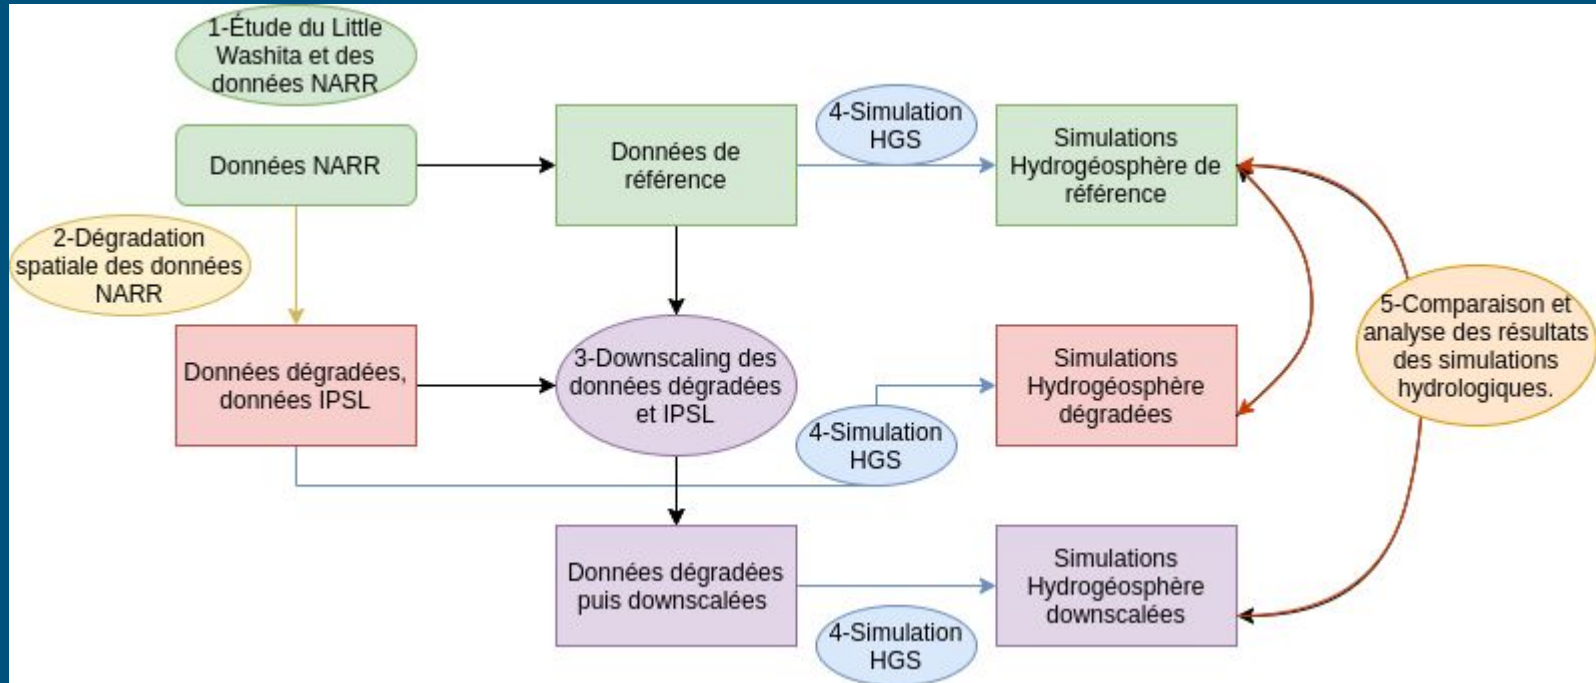 1-Étude du Little
Washita et des
données NARR
Données NARR
Données de
référence
4-Simulation
HGS
Simulations
Hydrogéosphère de
référence
2-Dégradation
spatiale des données
NARR
Données dégradées,
données IPSL
3-Downscaling des
données dégradées
et IPSL
4-Simulation
HGS
Simulations
Hydrogéosphère
dégradées
5-Comparaison et
analyse des résultats
des simulations
hydrologiques.
Données dégradées
puis downscalées
4-Simulation
HGS
Simulations
Hydrogéosphère
downscalées